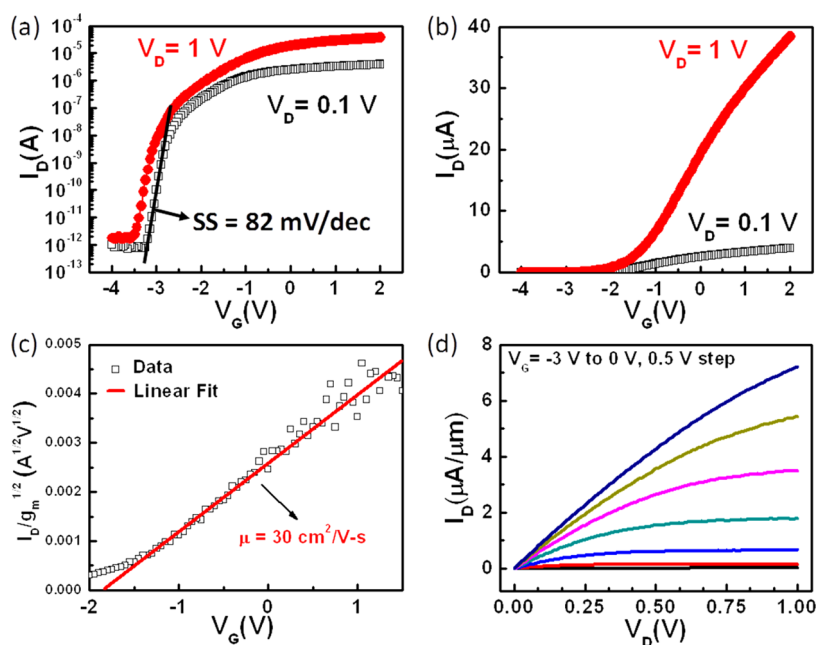 (a)
10⁻⁴
10⁻⁵
10⁻⁶
10⁻⁷
10⁻⁸
10⁻⁹
10⁻¹⁰
10⁻¹¹
10⁻¹²
10⁻¹³
I_D(A)
V_D= 1 V
V_D= 0.1 V
SS = 82 mV/dec
-4 -3 -2 -1 0 1 2
V_G(V)
(b)
40
30
20
10
0
I_D(μA)
V_D= 1 V
V_D= 0.1 V
-4 -3 -2 -1 0 1 2
V_G(V)
(c)
0.005
0.004
0.003
0.002
0.001
0.000
I_D/g_m^1/2 (A^1/2V^1/2)
Data
Linear Fit
μ = 30 cm²/V-s
-2 -1 0 1
V_G(V)
(d)
8
6
4
2
0
I_D(μA/μm)
V_G= -3 V to 0 V, 0.5 V step
0.00 0.25 0.50 0.75 1.00
V_D(V)